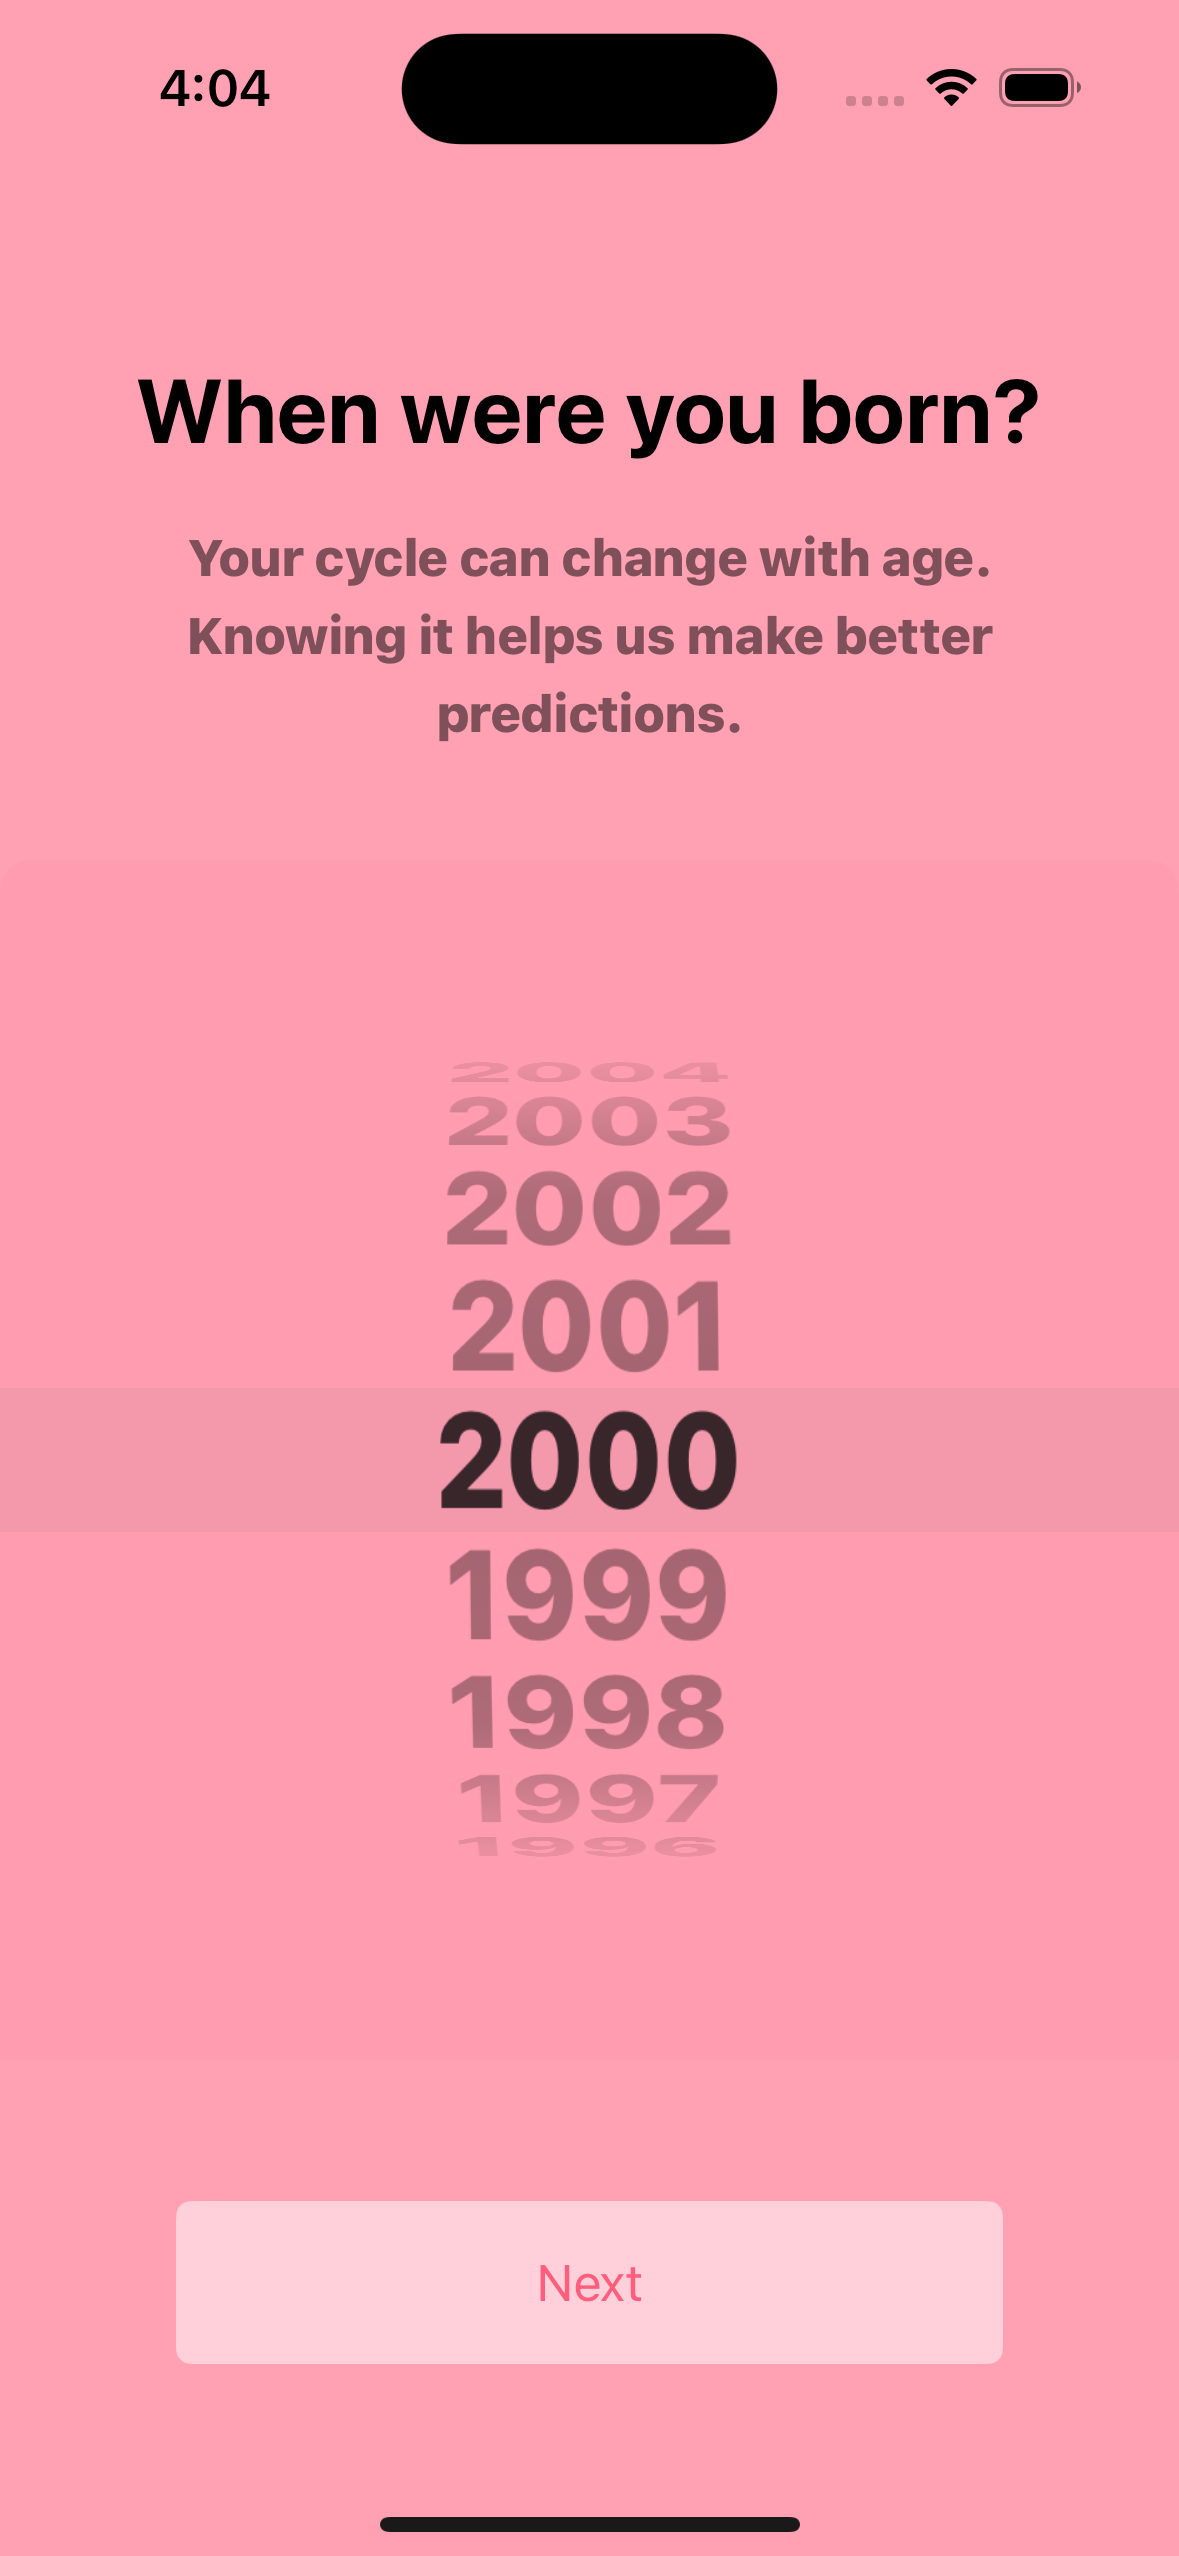 4:04
When were you born?
Your cycle can change with age.
Knowing it helps us make better
predictions.
2004
2003
2002
2001
2000
1999
1998
1997
1996
Next